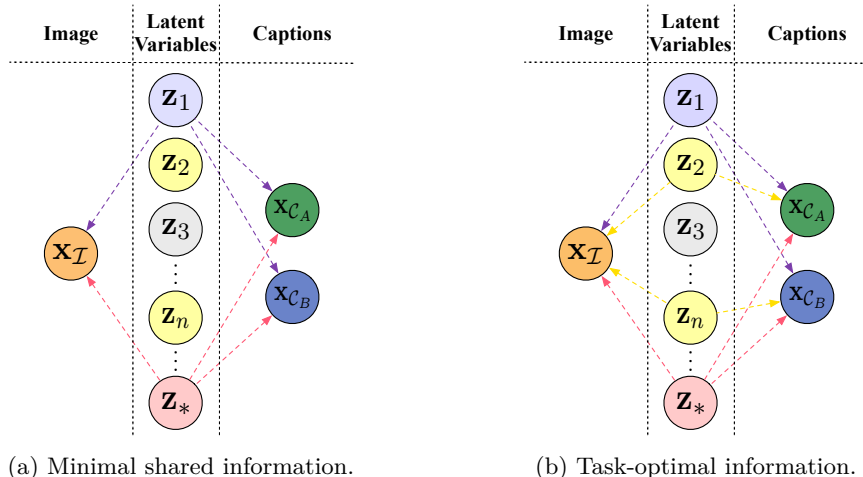 Image Latent Variables Captions
z1
z2
z3
zn
z*
xI
xCA
xCB
(a) Minimal shared information.
Image Latent Variables Captions
z1
z2
z3
zn
z*
xI
xCA
xCB
(b) Task-optimal information.